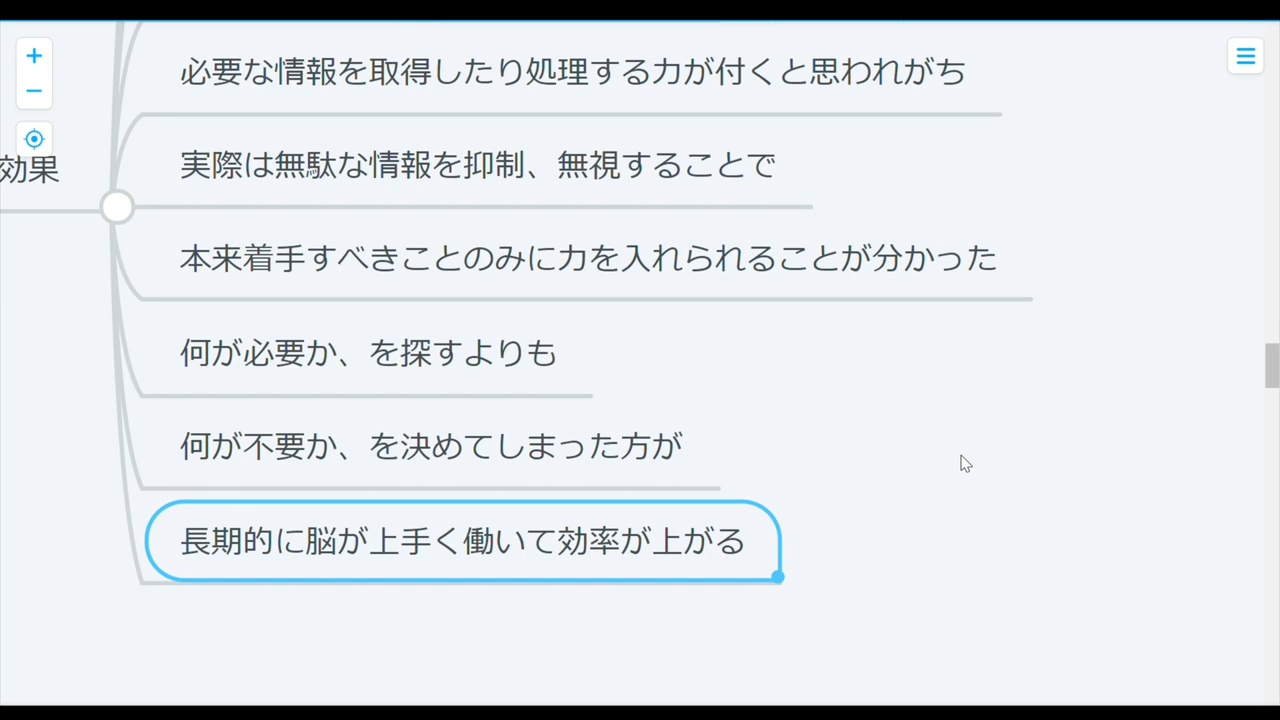 必要な情報を取得したり処理する力が付くと思われがち
効果
実際は無駄な情報を抑制、無視することで
本来着手すべきことのみに力を入れられることが分かった
何が必要か、を探すよりも
何が不要か、を決めてしまった方が
長期的に脳が上手く働いて効率が上がる